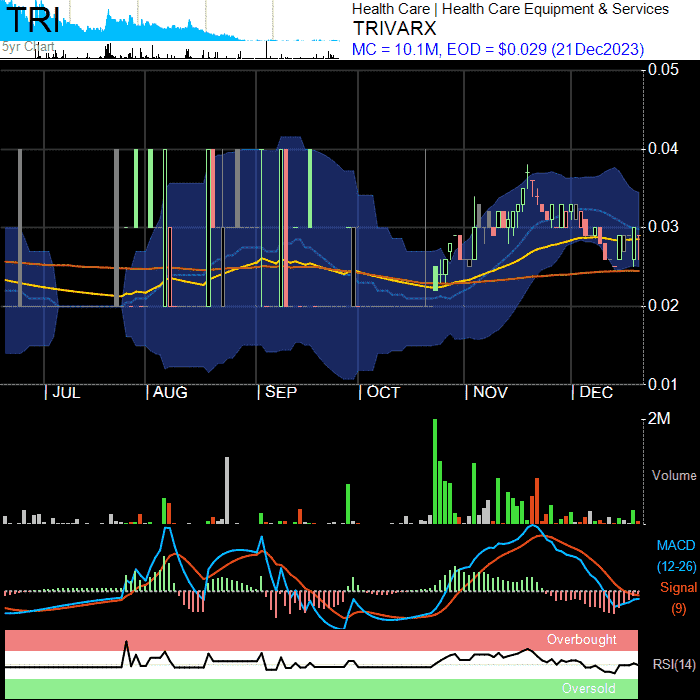 TRI
5yr Chart
Health Care | Health Care Equipment & Services
TRIVARX
MC = 10.1M, EOD = $0.029 (21Dec2023)
0.05
0.04
0.03
0.02
0.01
JUL
AUG
SEP
OCT
NOV
DEC
2M
Volume
MACD
(12-26)
Signal
(9)
Overbought
RSI(14)
Oversold